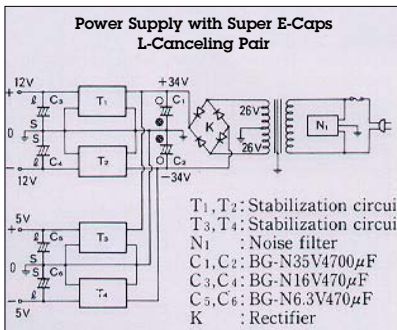 Power Supply with Super E-Caps
L-Canceling Pair
+ 12V
ℓ C₃
T₁
+34V
C₁
0 S
S
C₄
T₂
C₂
K
26V
26V
N₁
ℓ
− 12V
−34V
5V
+
ℓ C₅
T₃
0 S
S
C₆
ℓ
T₄
− 5V
T₁,T₂ : Stabilization circui
T₃,T₄ : Stabilization circui
N₁ : Noise filter
C₁,C₂ : BG-N35V4700μF
C₃,C₄ : BG-N16V470μF
C₅,C₆ : BG-N6.3V470μF
K : Rectifier